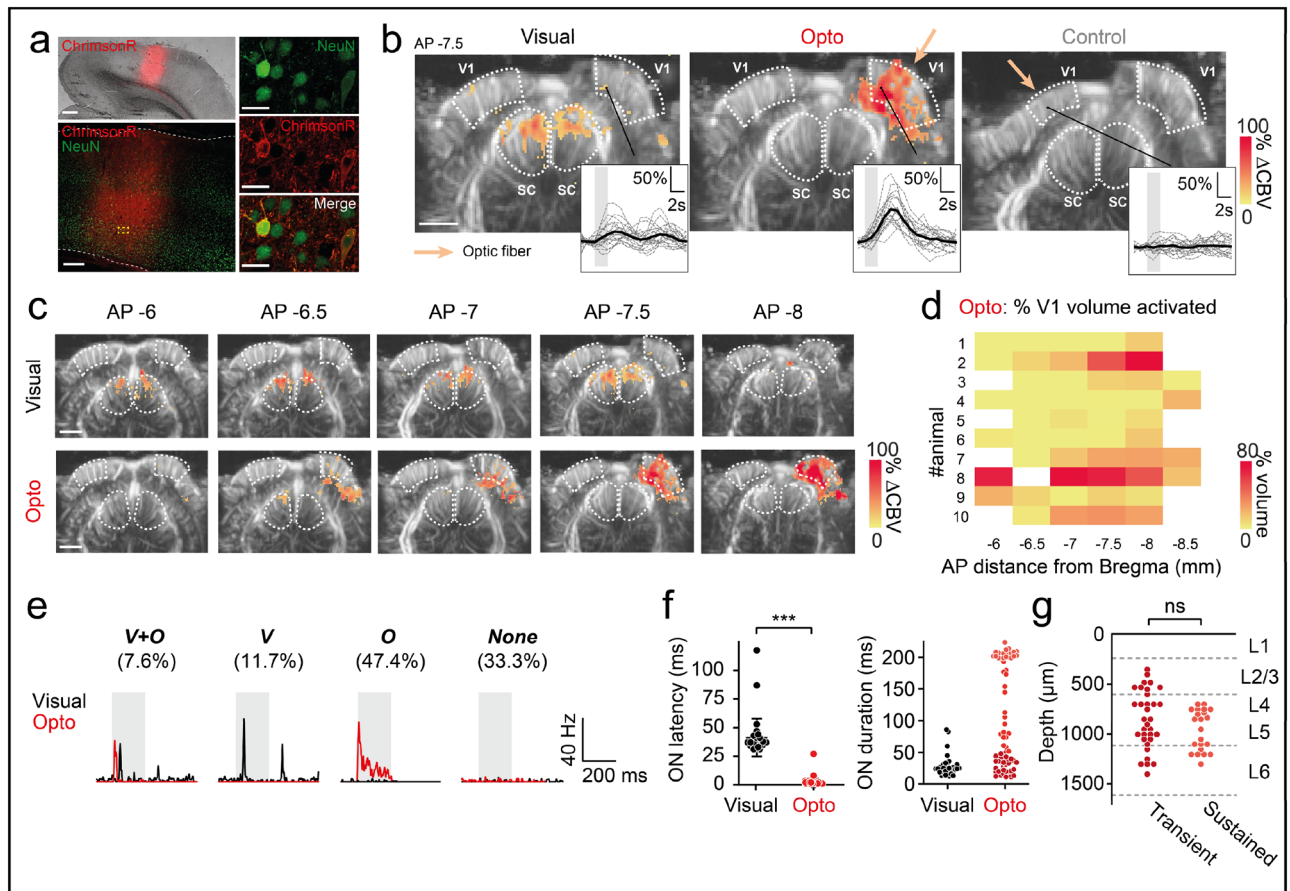 a
ChrimsonR
NeuN
ChrimsonR
NeuN
ChrimsonR
Merge
b
AP -7.5
Visual
Opto
Control
V1
V1
V1
V1
V1
SC
SC
SC
SC
SC
SC
50%
2s
50%
2s
50%
2s
Optic fiber
100
% ΔCBV
0
c
AP -6
AP -6.5
AP -7
AP -7.5
AP -8
Visual
Opto
100
% ΔCBV
0
d
Opto: % V1 volume activated
1
2
3
4
5
6
7
8
9
10
#animal
-6
-6.5
-7
-7.5
-8
-8.5
AP distance from Bregma (mm)
80
% volume
0
e
V+O
(7.6%)
V
(11.7%)
O
(47.4%)
None
(33.3%)
Visual
Opto
40 Hz
200 ms
f
***
ON latency (ms)
100
75
50
25
0
Visual
Opto
ON duration (ms)
200
150
100
50
0
Visual
Opto
g
ns
Depth (µm)
0
500
1000
1500
L1
L2/3
L4
L5
L6
Transient
Sustained